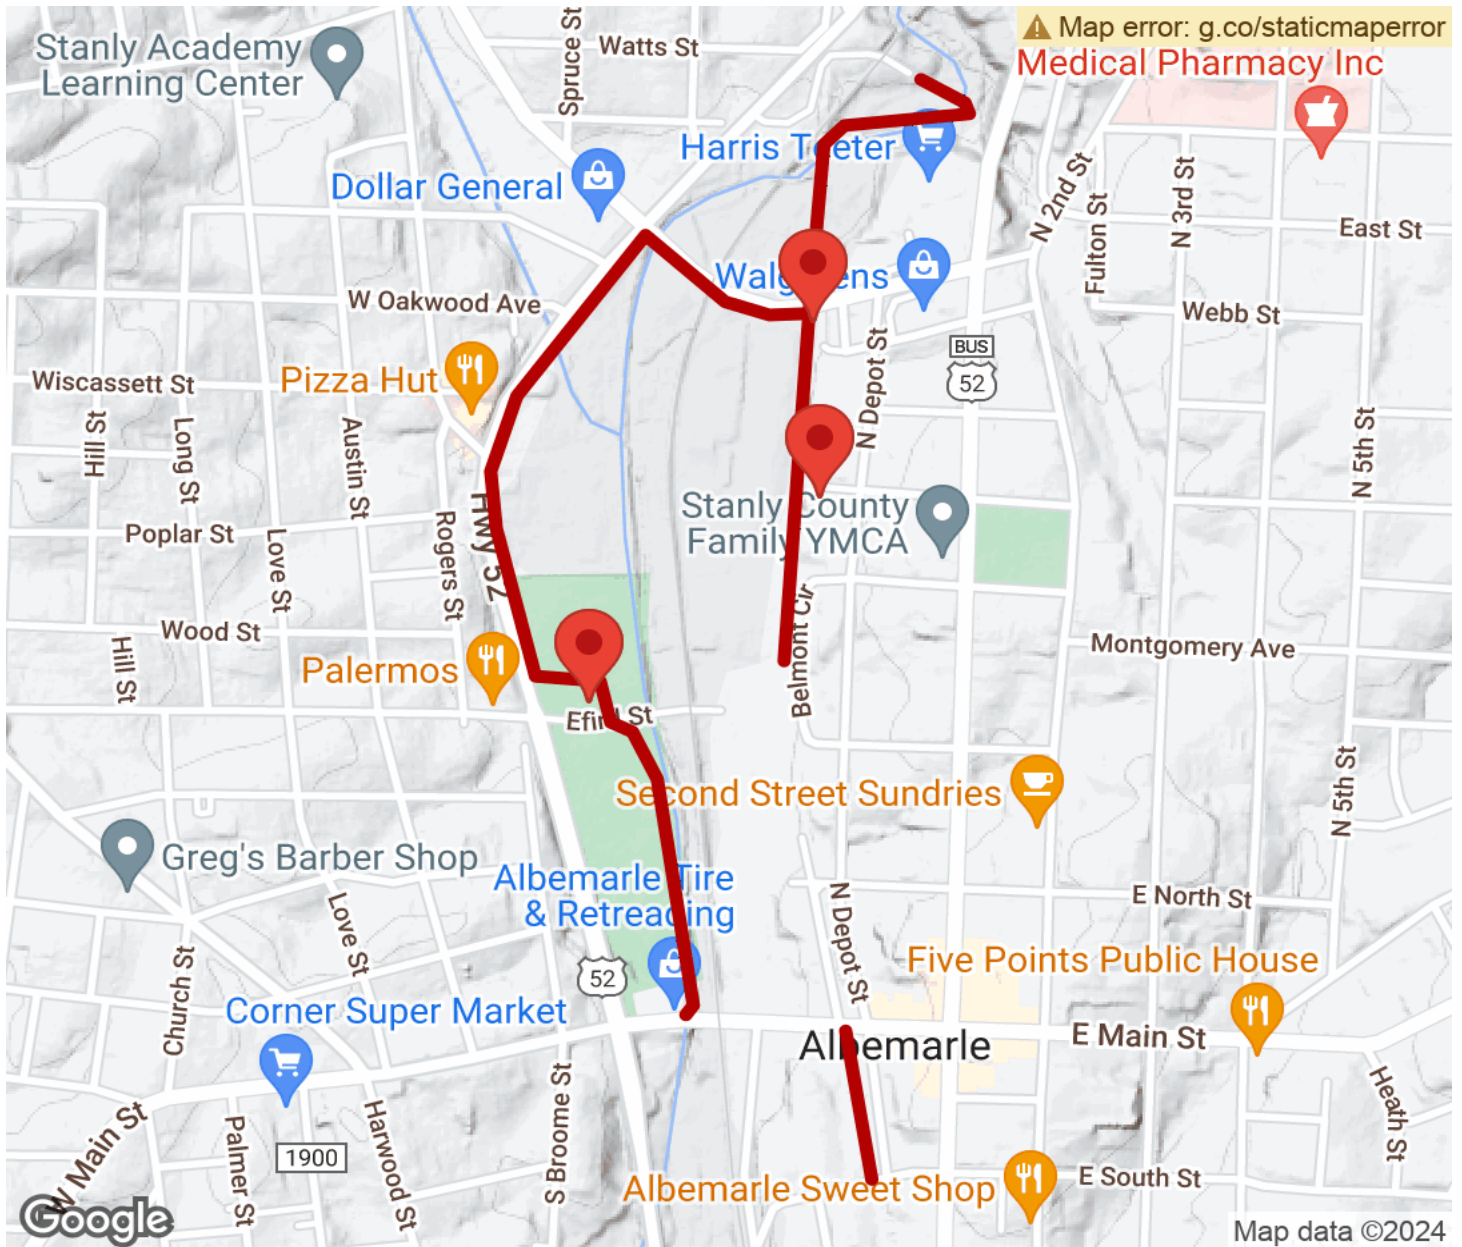 Map error: g.co/staticmaperror
Stanly Academy
Learning Center
Spruce St
Watts St
Medical Pharmacy Inc
Harris Teeter
Dollar General
N 2nd St
Fulton St
N 3rd St
East St
Walgreens
W Oakwood Ave
Webb St
BUS
52
N Depot St
Pizza Hut
Wiscassett St
Hill St
Long St
Austin St
N 5th St
Hwy 52
Rogers St
Stanly County
Family YMCA
Poplar St
Love St
Belmont Cir
Wood St
Hill St
Montgomery Ave
Palermos
Efird St
Second Street Sundries
N 5th St
Greg's Barber Shop
Albemarle Tire
& Retreading
N Depot St
E North St
Love St
Church St
52
Five Points Public House
Corner Super Market
Albemarle
E Main St
Heath St
W Main St
Palmer St
1900
Harwood St
S Broome St
Albemarle Sweet Shop
E South St
Google
Map data ©2024